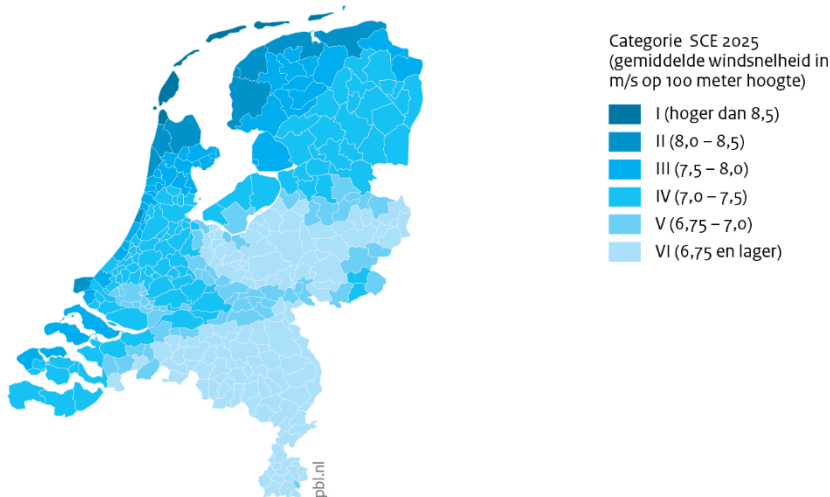 Categorie SCE 2025
(gemiddelde windsnelheid in
m/s op 100 meter hoogte)
I (hoger dan 8,5)
II (8,0 – 8,5)
III (7,5 – 8,0)
IV (7,0 – 7,5)
V (6,75 – 7,0)
VI (6,75 en lager)
pbl.nl